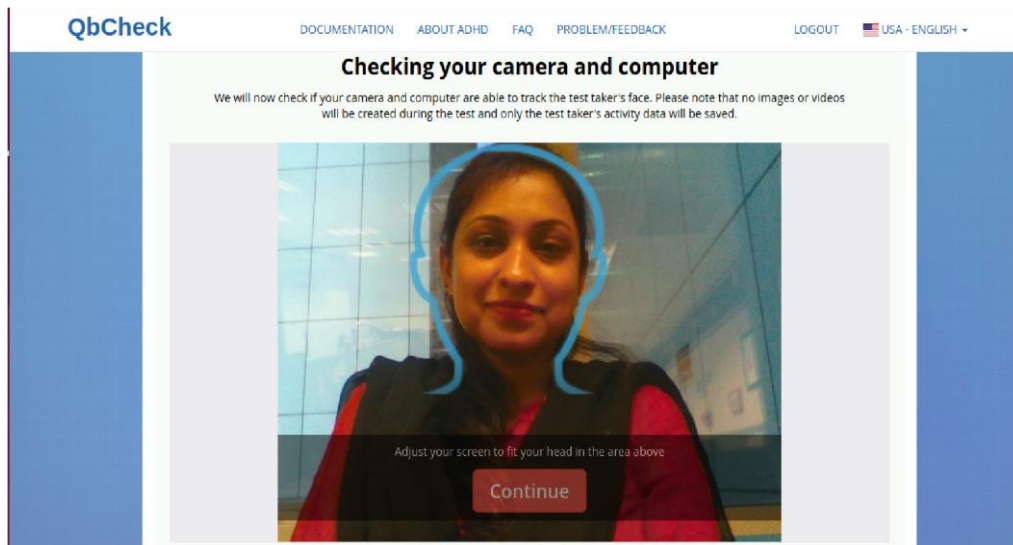 QbCheck
DOCUMENTATION ABOUT ADHD FAQ PROBLEM/FEEDBACK LOGOUT USA - ENGLISH
Checking your camera and computer
We will now check if your camera and computer are able to track the test taker's face. Please note that no images or videos
will be created during the test and only the test taker's activity data will be saved.
Adjust your screen to fit your head in the area above
Continue